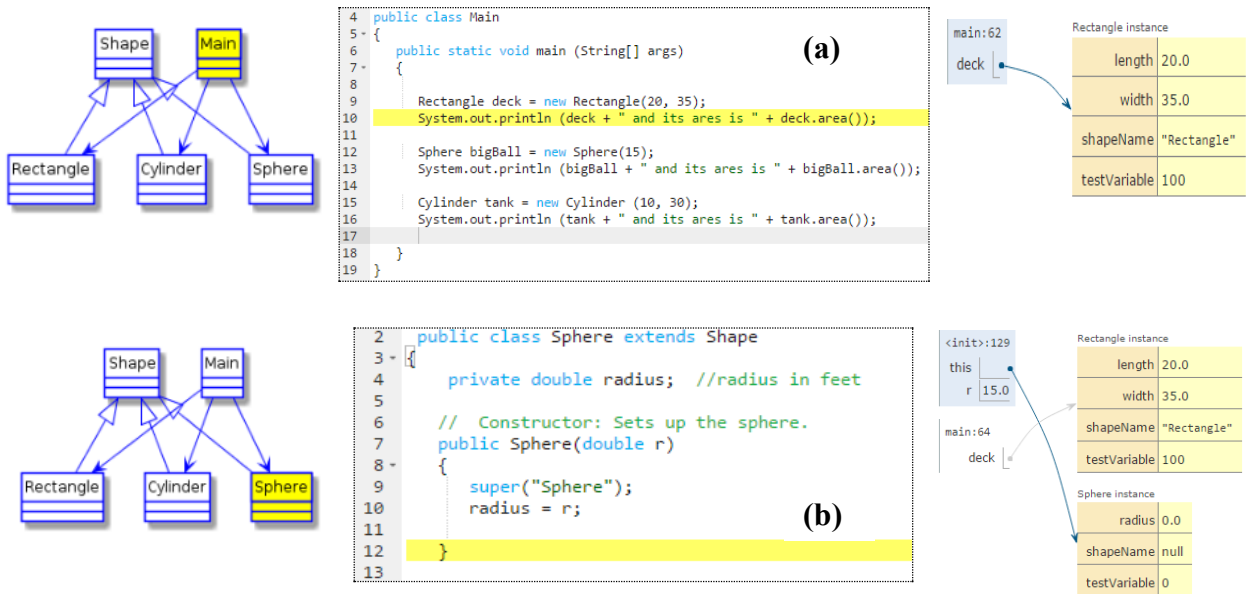 Shape
Main
Rectangle
Cylinder
Sphere
4 public class Main
5 {
6 public static void main (String[] args)
7 {
8
9 Rectangle deck = new Rectangle(20, 35);
10 System.out.println (deck + " and its ares is " + deck.area());
11
12 Sphere bigBall = new Sphere(15);
13 System.out.println (bigBall + " and its ares is " + bigBall.area());
14
15 Cylinder tank = new Cylinder (10, 30);
16 System.out.println (tank + " and its ares is " + tank.area());
17
18 }
19 }
(a)
main:62
deck
Rectangle instance
length 20.0
width 35.0
shapeName "Rectangle"
testVariable 100
Shape
Main
Rectangle
Cylinder
Sphere
2 public class Sphere extends Shape
3 {
4 private double radius; //radius in feet
5
6 // Constructor: Sets up the sphere.
7 public Sphere(double r)
8 {
9 super("Sphere");
10 radius = r;
11
12 }
13
(b)
<init>:129
this
r 15.0
main:64
deck
Rectangle instance
length 20.0
width 35.0
shapeName "Rectangle"
testVariable 100
Sphere instance
radius 0.0
shapeName null
testVariable 0